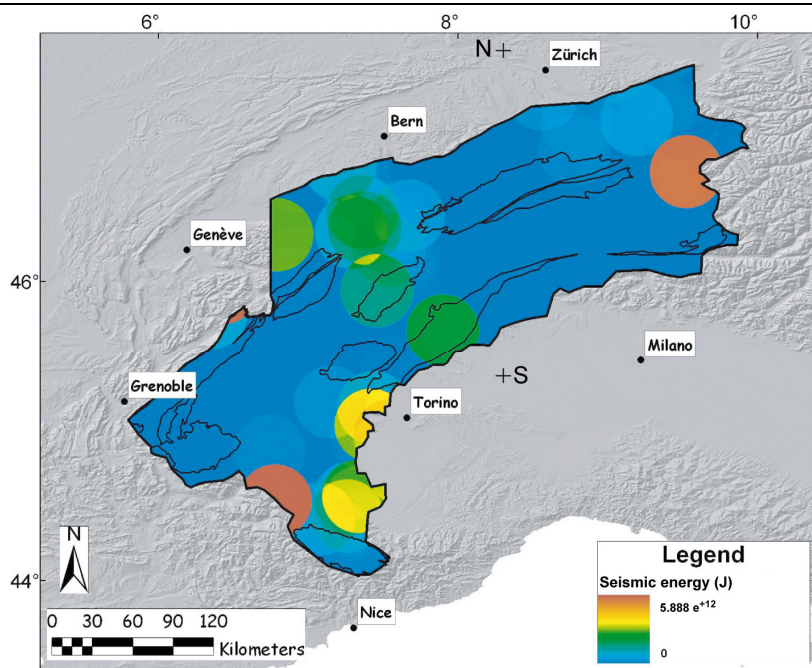 6°
8°
10°
N
Zürich
Bern
Genève
46°
Milano
S
Grenoble
Torino
N
44°
Legend
Seismic energy (J)
5.888 e+12
0
0 30 60 90 120
Kilometers
Nice